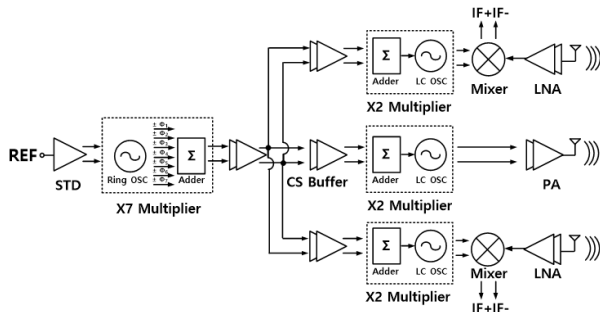 IF+IF-
Σ
Adder
LC OSC
X2 Multiplier
Mixer
LNA
REF
STD
Ring OSC
Σ
Adder
X7 Multiplier
CS Buffer
Σ
Adder
LC OSC
X2 Multiplier
PA
Σ
Adder
LC OSC
X2 Multiplier
Mixer
LNA
IF+IF-